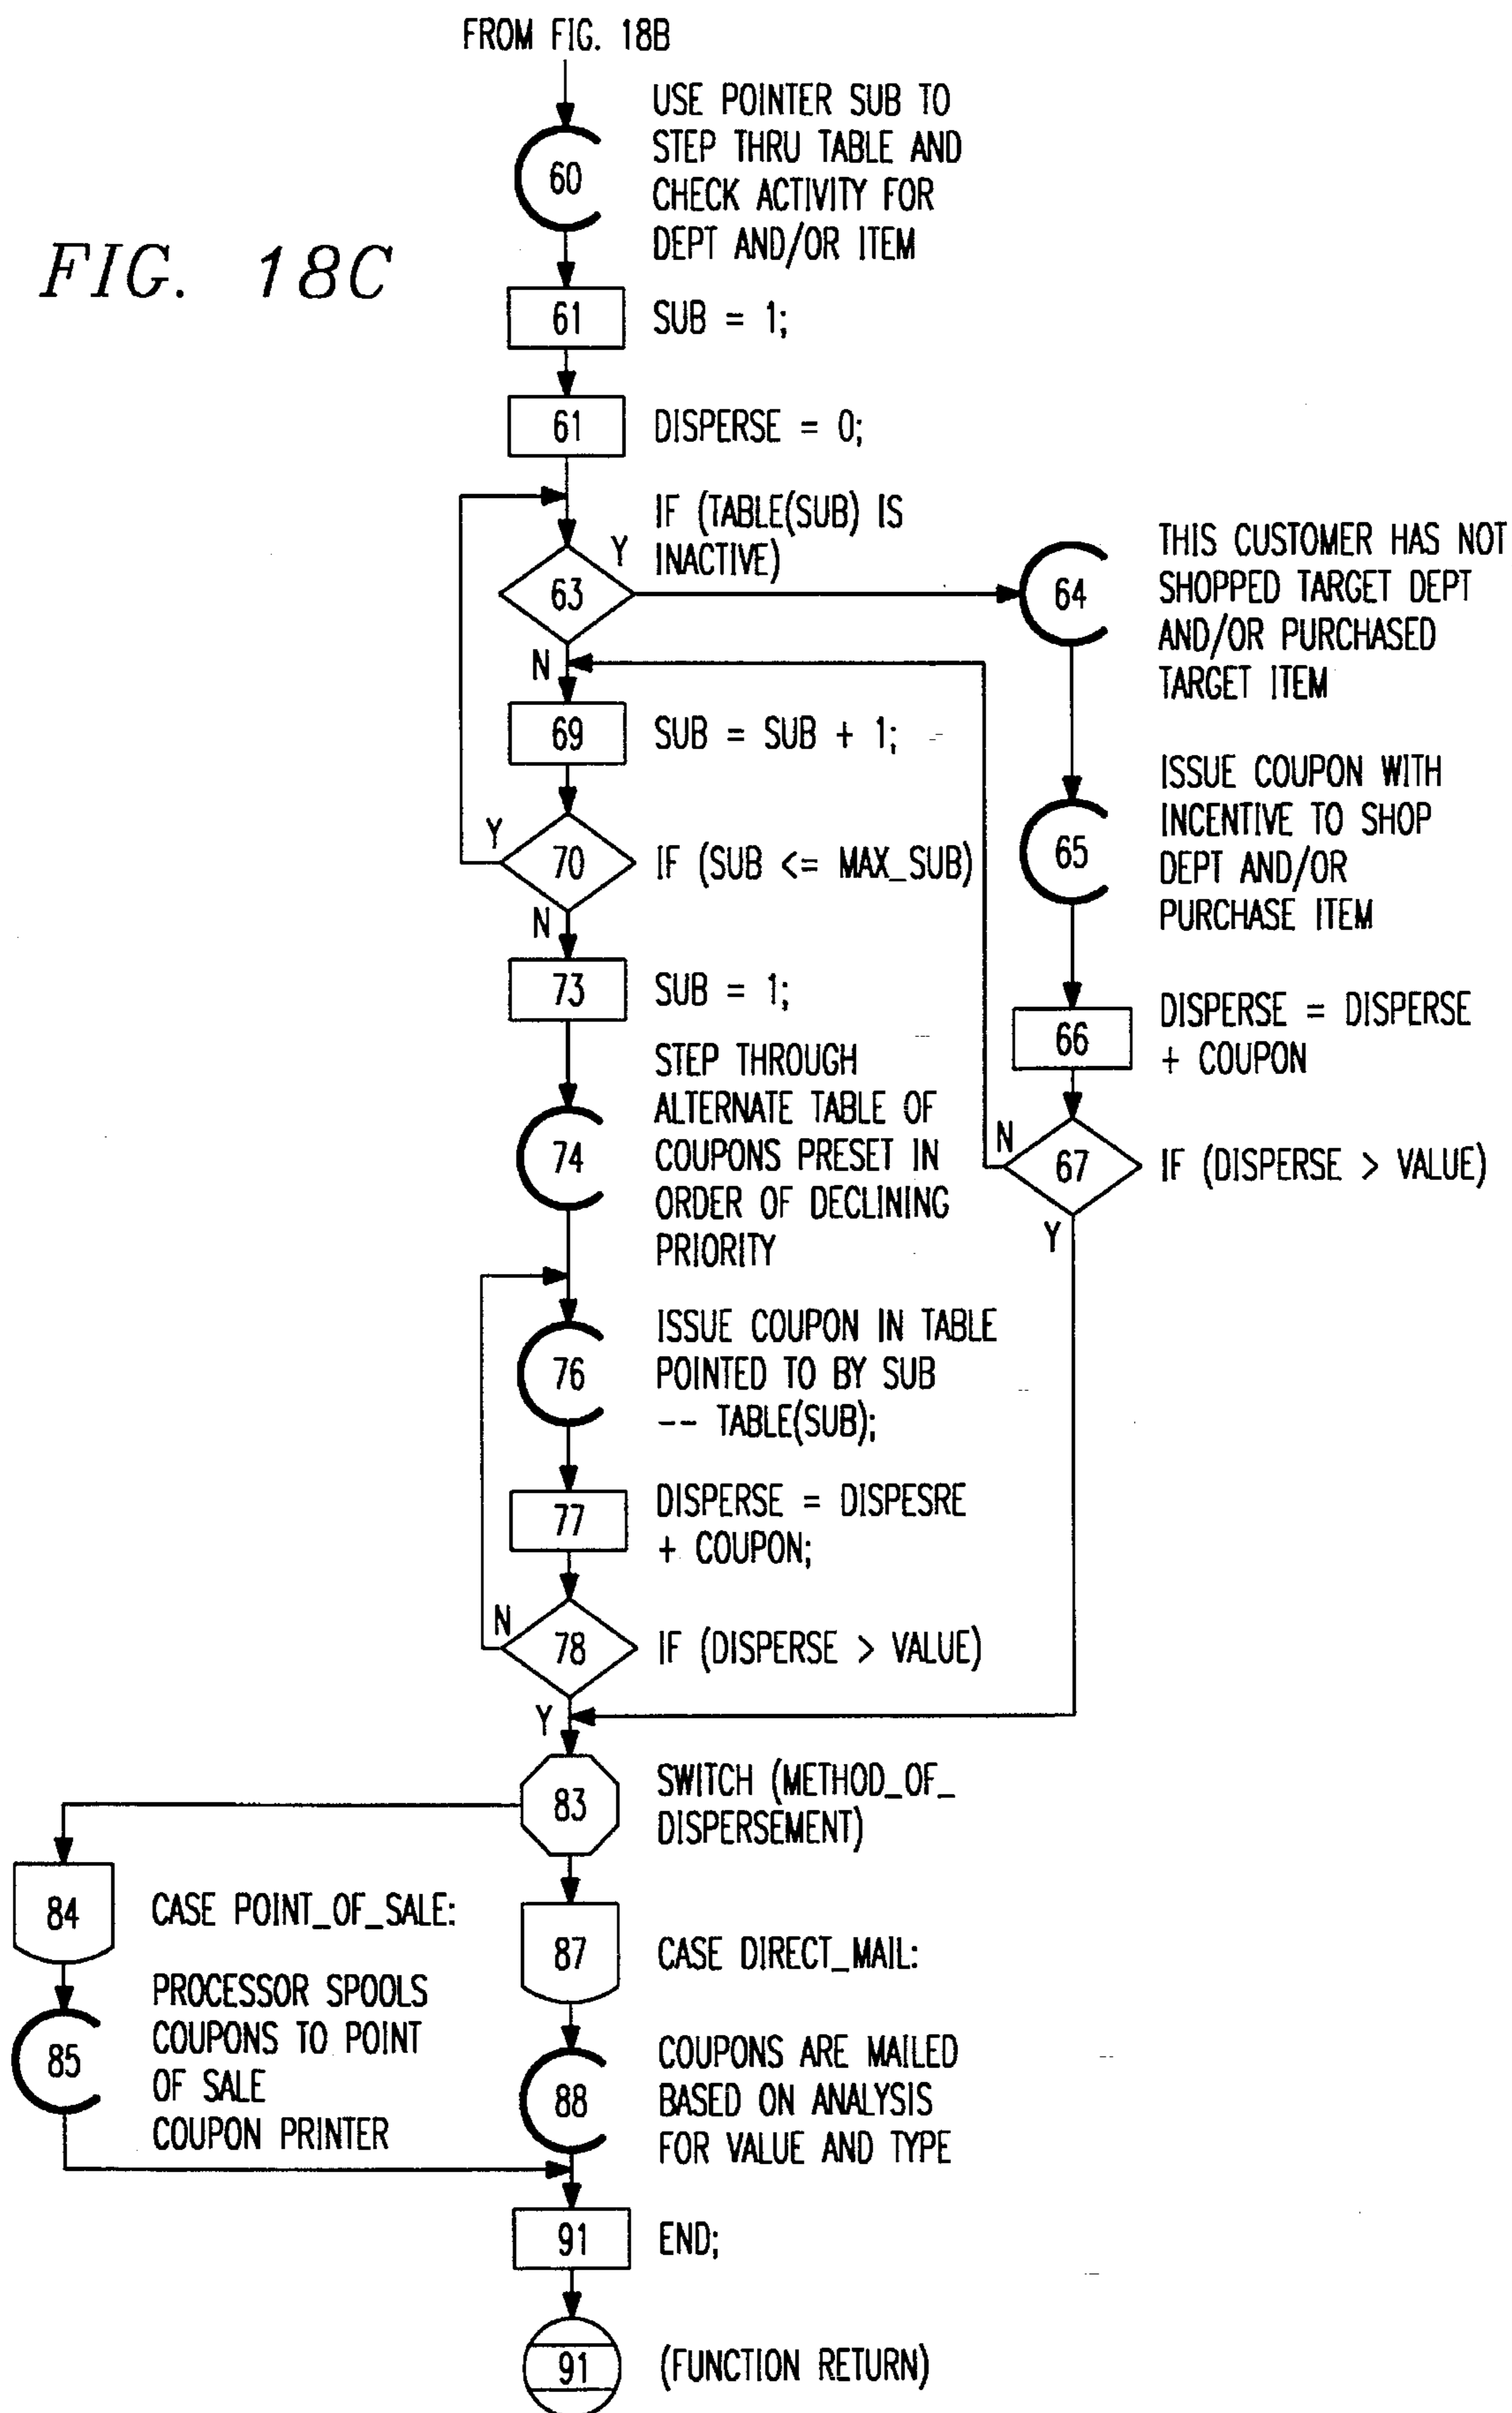 FROM FIG. 18B
USE POINTER SUB TO
STEP THRU TABLE AND
CHECK ACTIVITY FOR
DEPT AND/OR ITEM
60
FIG. 18C
61
SUB = 1;
61
DISPERSE = 0;
IF (TABLE(SUB) IS
INACTIVE)
Y
63
N
64
THIS CUSTOMER HAS NOT
SHOPPED TARGET DEPT
AND/OR PURCHASED
TARGET ITEM
69
SUB = SUB + 1;
65
ISSUE COUPON WITH
INCENTIVE TO SHOP
DEPT AND/OR
PURCHASE ITEM
Y
70
IF (SUB <= MAX_SUB)
N
73
SUB = 1;
66
DISPERSE = DISPERSE
+ COUPON
N
67
IF (DISPERSE > VALUE)
Y
74
STEP THROUGH
ALTERNATE TABLE OF
COUPONS PRESET IN
ORDER OF DECLINING
PRIORITY
76
ISSUE COUPON IN TABLE
POINTED TO BY SUB
-- TABLE(SUB);
77
DISPERSE = DISPESRE
+ COUPON;
N
78
IF (DISPERSE > VALUE)
Y
83
SWITCH (METHOD_OF_
DISPERSEMENT)
84
CASE POINT_OF_SALE:
87
CASE DIRECT_MAIL:
85
PROCESSOR SPOOLS
COUPONS TO POINT
OF SALE
COUPON PRINTER
88
COUPONS ARE MAILED
BASED ON ANALYSIS
FOR VALUE AND TYPE
91
END;
91
(FUNCTION RETURN)